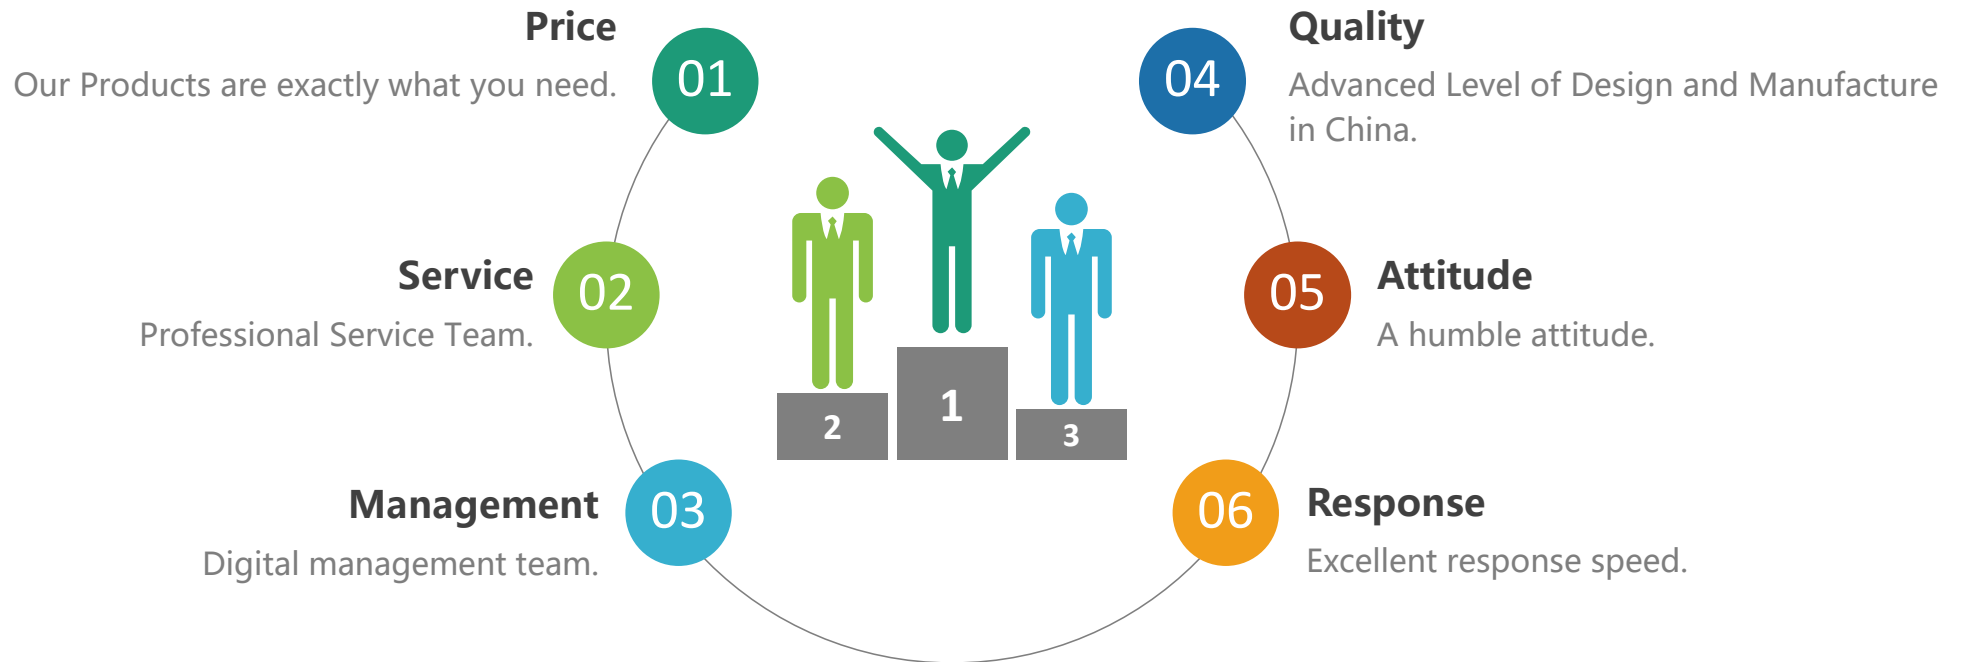 Price
Our Products are exactly what you need.
01
Service
Professional Service Team.
02
Management
Digital management team.
03
2
1
3
04
Quality
Advanced Level of Design and Manufacture
in China.
05
Attitude
A humble attitude.
06
Response
Excellent response speed.